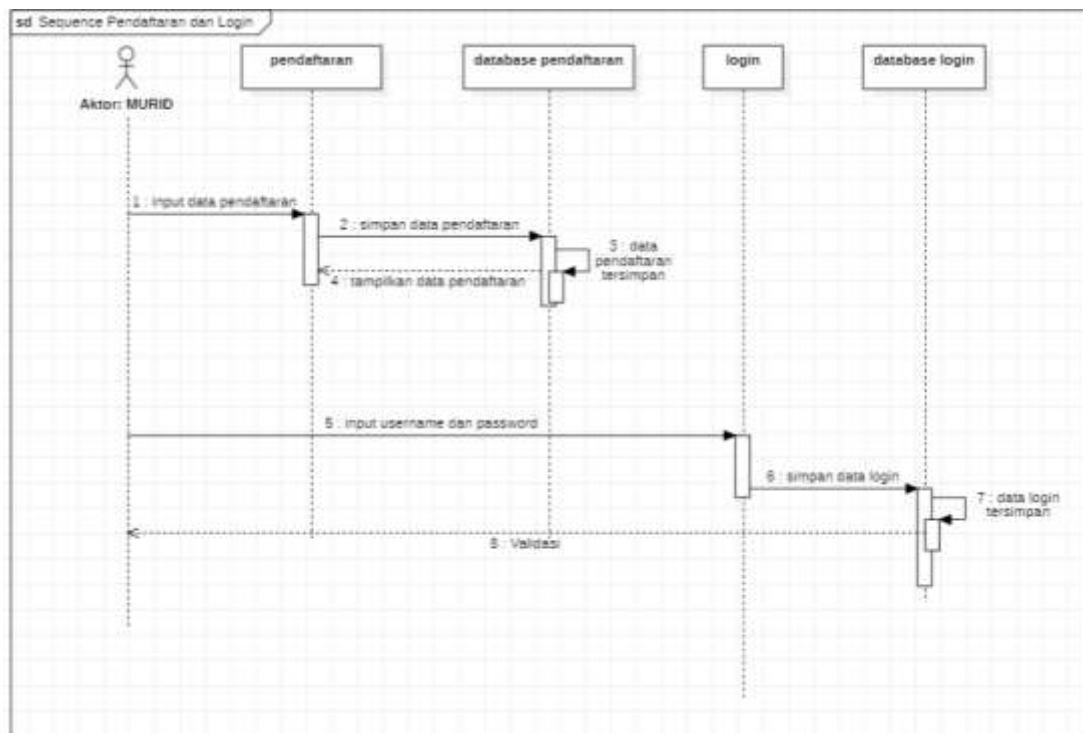 sd Sequence Pendaftaran dan Login
pendaftaran
database pendaftaran
login
database login
Aktor: MURID
1 : input data pendaftaran
2 : simpan data pendaftaran
3 : data
pendaftaran
tersimpan
4 : tampilkan data pendaftaran
5 : input username dan password
6 : simpan data login
7 : data login
tersimpan
8 : Validasi